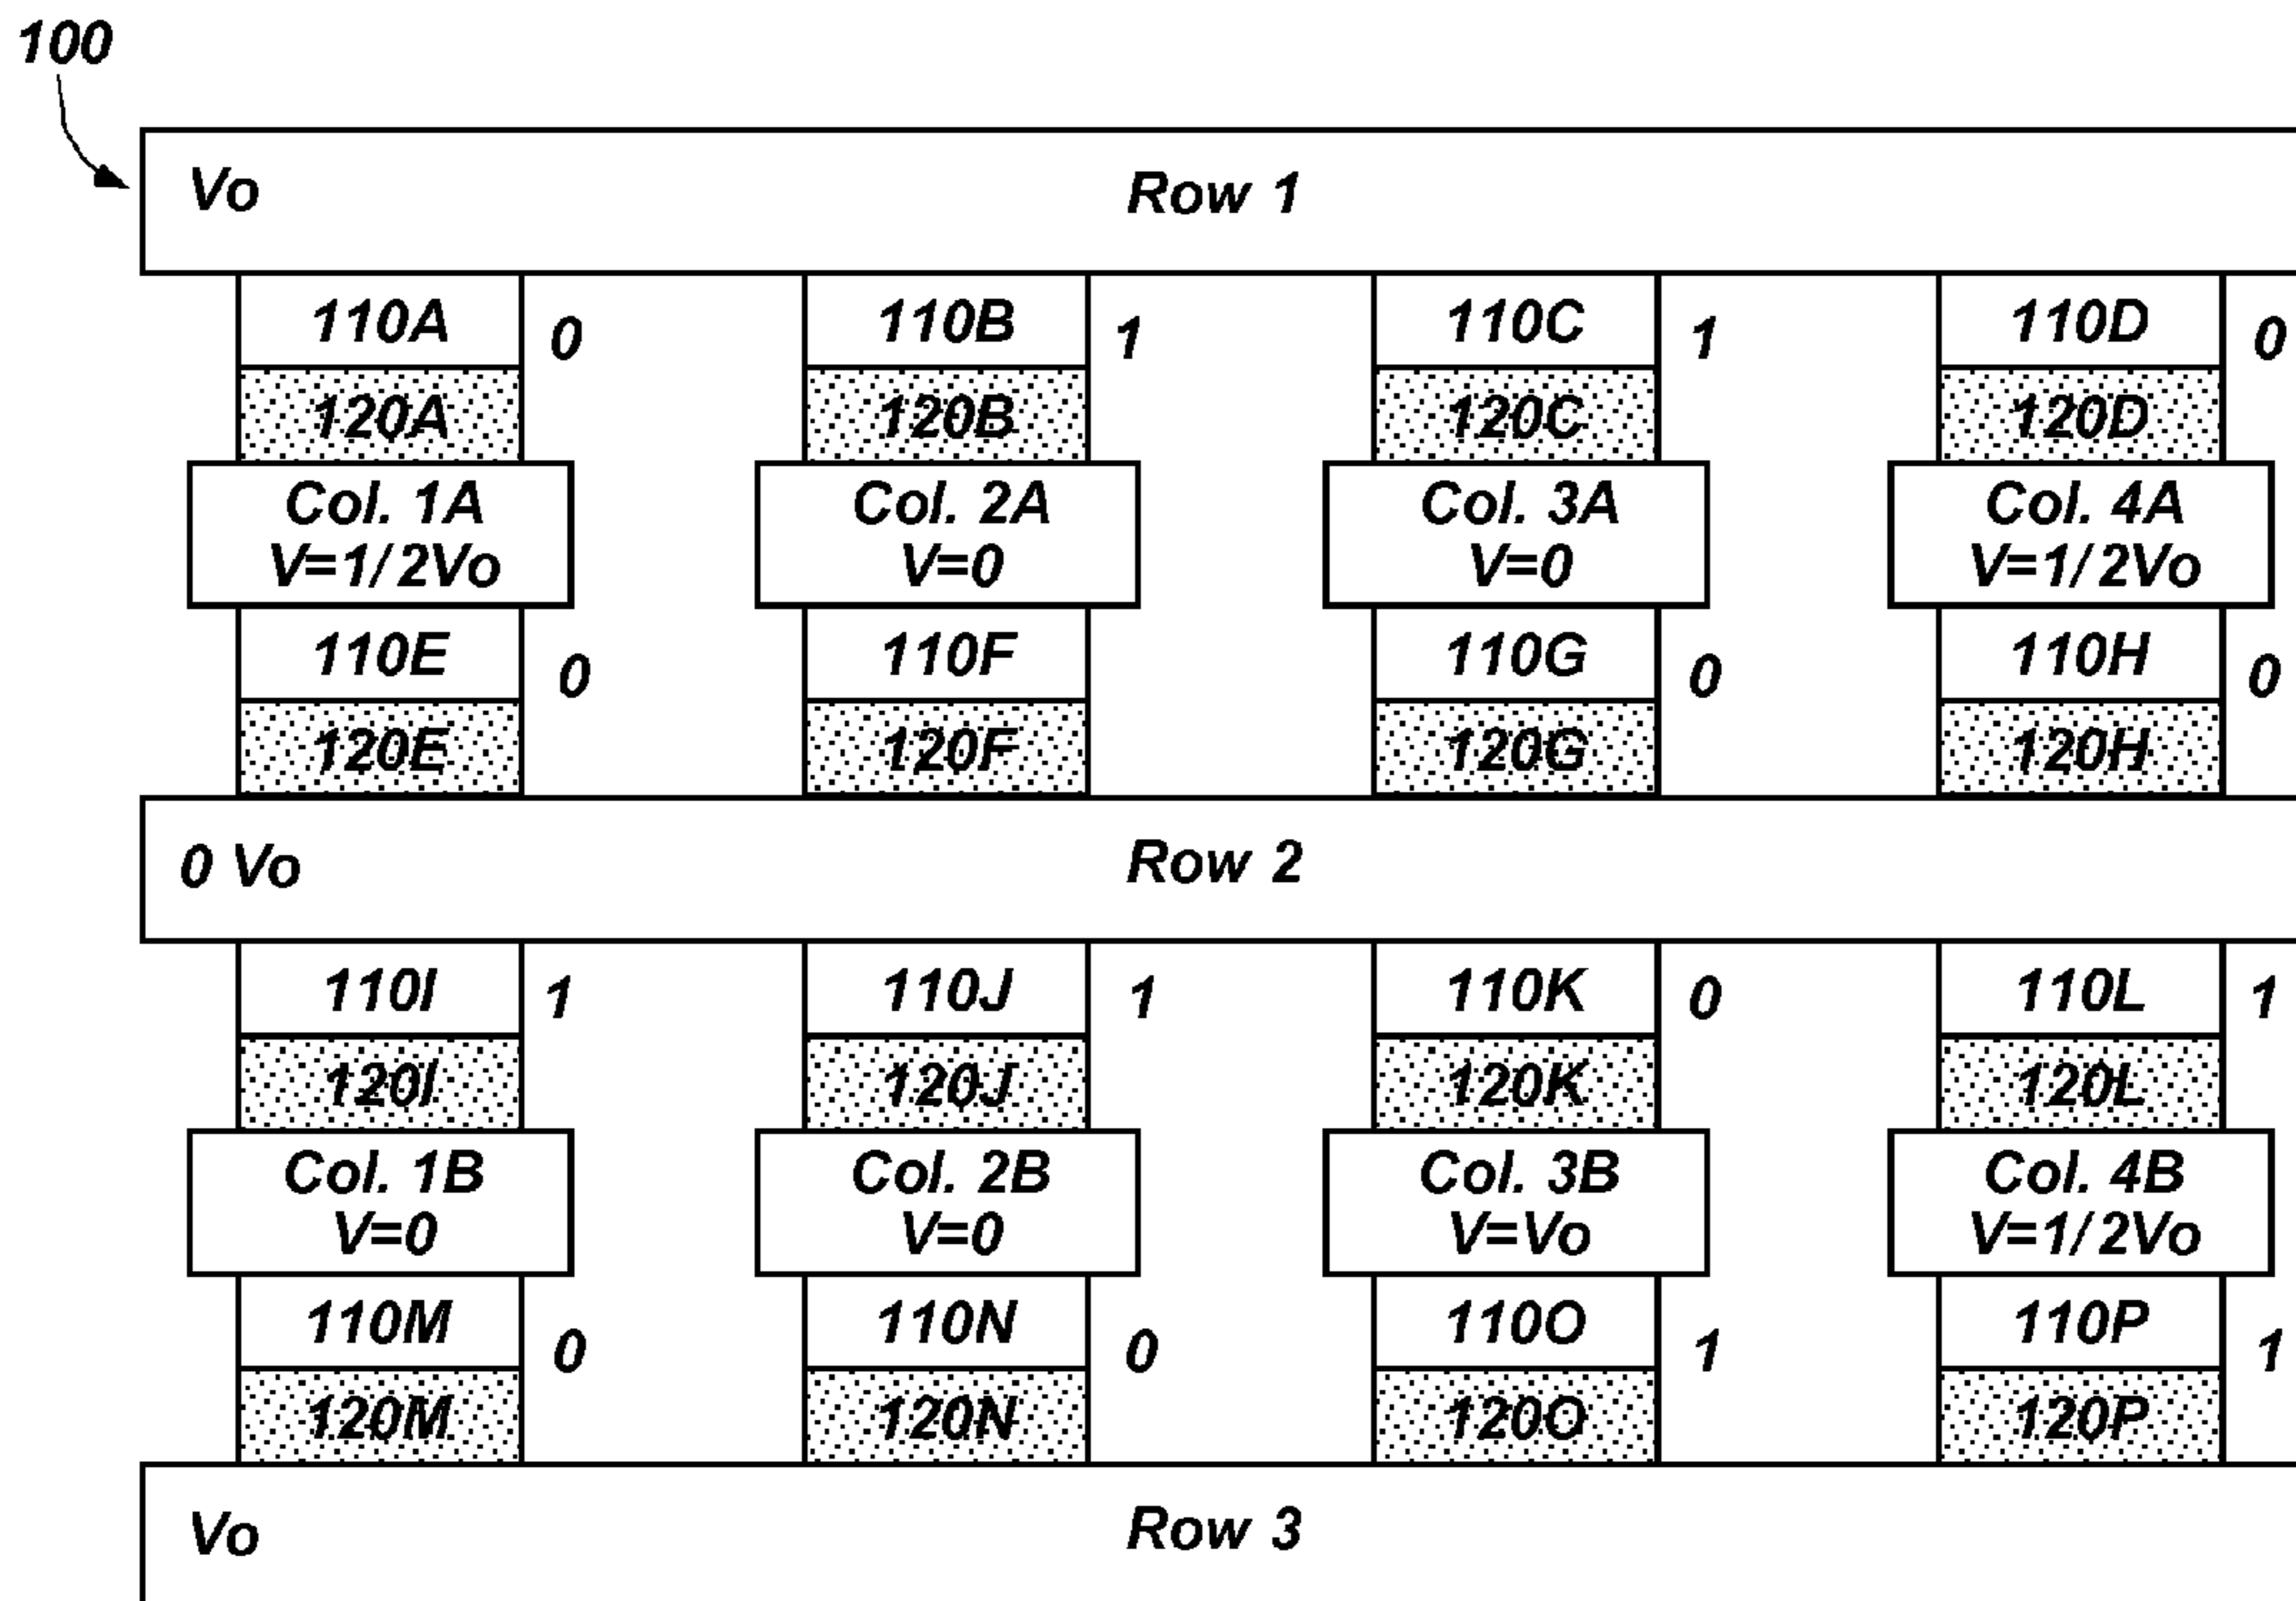 100
Vo Row 1
110A 0 110B 1 110C 1 110D 0
120A 120B 120C 120D
Col. 1A Col. 2A Col. 3A Col. 4A
V=1/2Vo V=0 V=0 V=1/2Vo
110E 0 110F 110G 0 110H 0
120E 120F 120G 120H
0 Vo Row 2
110I 1 110J 1 110K 0 110L 1
120I 120J 120K 120L
Col. 1B Col. 2B Col. 3B Col. 4B
V=0 V=0 V=Vo V=1/2Vo
110M 0 110N 0 110O 1 110P 1
120M 120N 120O 120P
Vo Row 3